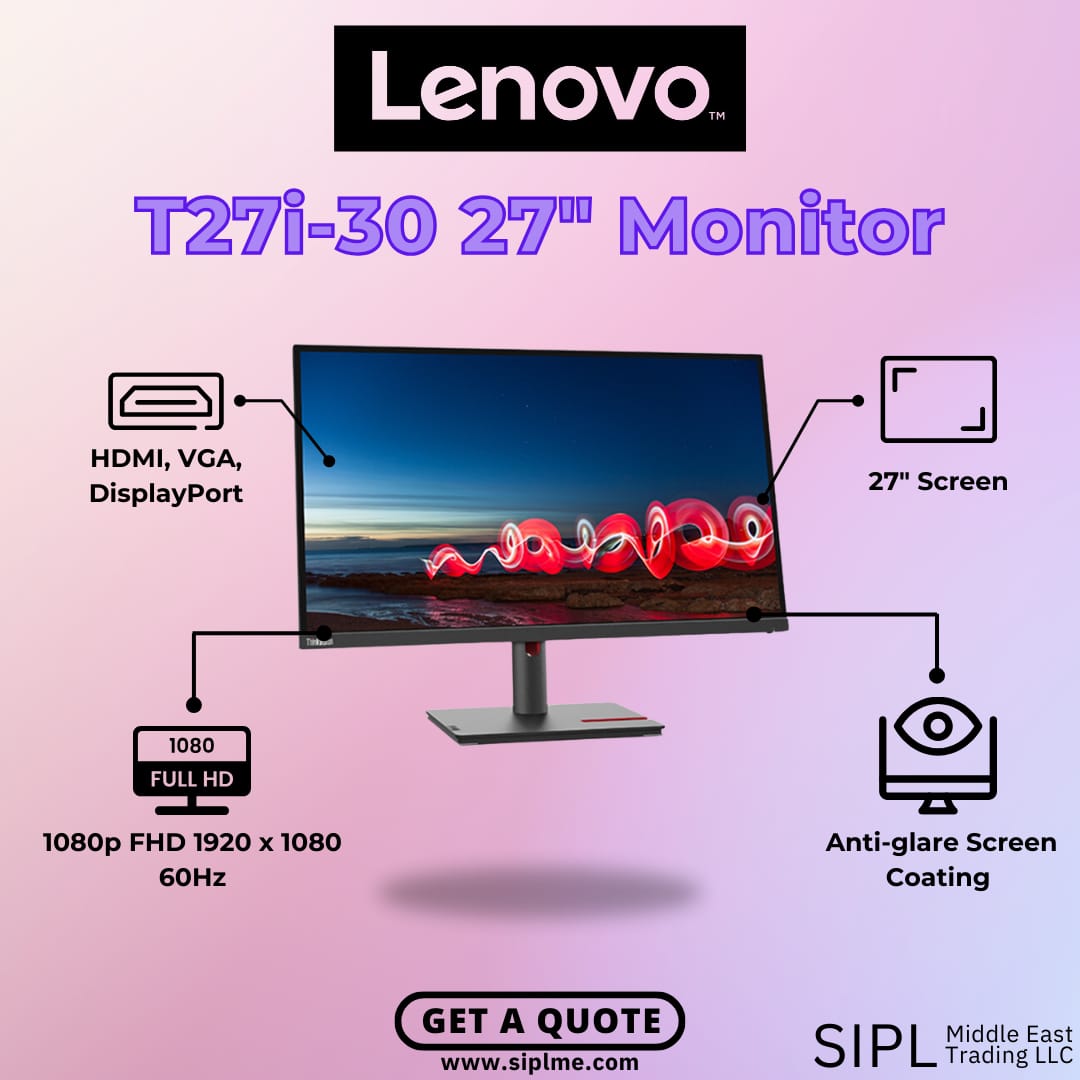 Lenovo™
T27i-30 27" Monitor
HDMI, VGA,
DisplayPort
27" Screen
1080
FULL HD
1080p FHD 1920 x 1080
60Hz
Anti-glare Screen
Coating
GET A QUOTE
www.siplme.com
SIPL Middle East
Trading LLC